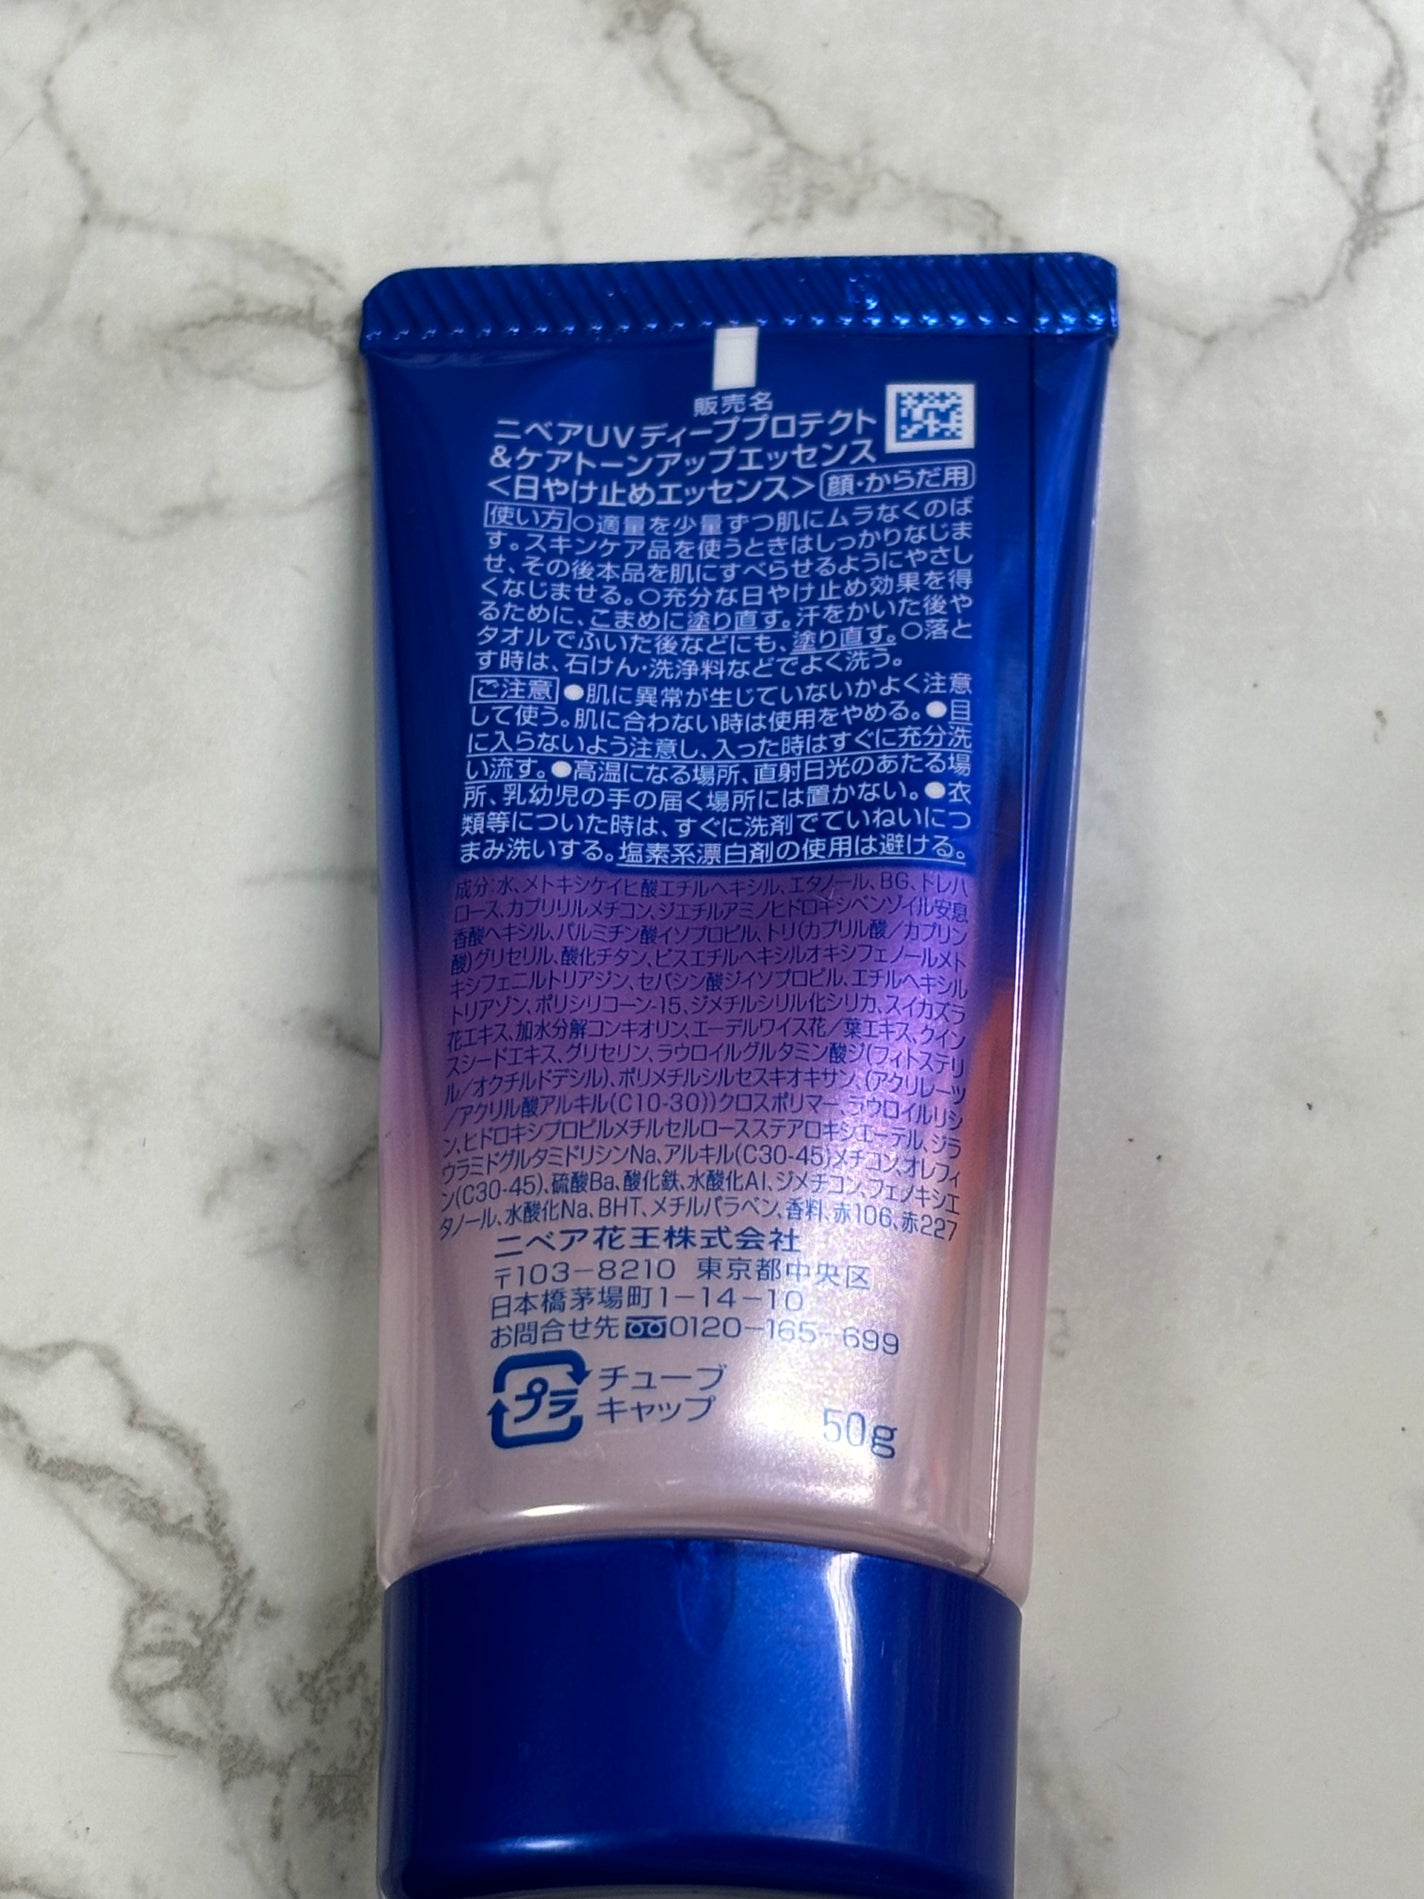 販売名
ニベアUVディーププロテクト
&ケアトーンアップエッセンス
<日やけ止めエッセンス> 顔・からだ用
使い方○適量を少量ずつ肌にムラなくのば
す。スキンケア品を使うときはしっかりなじま
せ、その後本品を肌にすべらせるようにやさし
くなじませる。○充分な日やけ止め効果を得
るために、こまめに塗り直す。汗をかいた後や
タオルでふいた後などにも、塗り直す。○落と
す時は、石けん・洗浄料などでよく洗う。
ご注意●肌に異常が生じていないかよく注意
して使う。肌に合わない時は使用をやめる。●目
に入らないよう注意し、入った時はすぐに充分洗
い流す。●高温になる場所、直射日光のあたる場
所、乳幼児の手の届く場所には置かない。●衣
類等についた時は、すぐに洗剤でていねいにつ
まみ洗いする。塩素系漂白剤の使用は避ける。
成分:水、メトキシケイヒ酸エチルヘキシル、エタノール、BG、トレハ
ロース、カプリリルメチコン、ジエチルアミノヒドロキシベンゾイル安息
香酸ヘキシル、パルミチン酸イソプロピル、トリ(カプリル酸/カプリン
酸)グリセリル、酸化チタン、ビスエチルヘキシルオキシフェノールメト
キシフェニルトリアジン、セバシン酸ジイソプロピル、エチルヘキシル
トリアゾン、ポリシリコーン-15、ジメチルシリル化シリカ、スイカズラ
花エキス、加水分解コンキオリン、エーデルワイス花/葉エキス、クイン
スシードエキス、グリセリン、ラウロイルグルタミン酸ジ(フィトステリ
ル/オクチルドデシル)、ポリメチルシルセスキオキサン、(アクリレーツ
/アクリル酸アルキル(C10-30))クロスポリマー、ラウロイルリシ
ン、ヒドロキシプロピルメチルセルロースステアロキシエーテル、ジラ
ウラミドグルタミドリシンNa、アルキル(C30-45)メチコン、オレフィ
ン(C30-45)、硫酸Ba、酸化鉄、水酸化Al、ジメチコン、フェノキシエ
タノール、水酸化Na、BHT、メチルパラベン、香料、赤106、赤227
ニベア花王株式会社
〒103-8210 東京都中央区
日本橋茅場町1-14-10
お問合せ先 0120-165-699
プラ チューブ
キャップ
50g